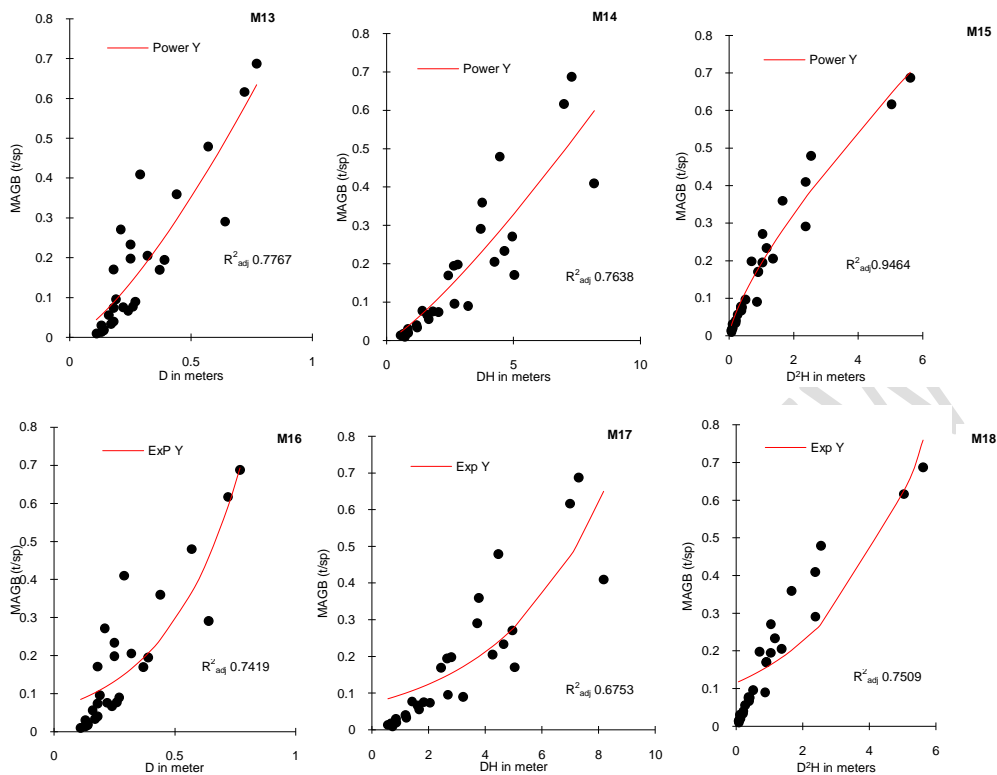 M13
0.8
0.7
0.6
0.5
0.4
0.3
0.2
0.1
0
Power Y
R²adj 0.7767
MAGB (t/sp)
0
0.5
1
D in meters
M14
0.8
0.7
0.6
0.5
0.4
0.3
0.2
0.1
0
Power Y
R²adj 0.7638
MAGB (t/sp)
0
5
10
DH in meters
M15
0.8
0.7
0.6
0.5
0.4
0.3
0.2
0.1
0
Power Y
R²adj0.9464
MAGB (t/sp)
0
2
4
6
D²H in meters
M16
0.8
0.7
0.6
0.5
0.4
0.3
0.2
0.1
0
ExP Y
R²adj 0.7419
MAGB (t/sp)
0
0.5
1
D in meter
M17
0.8
0.7
0.6
0.5
0.4
0.3
0.2
0.1
0
Exp Y
R²adj 0.6753
MAGB (t/sp)
0
2
4
6
8
10
DH in meter
M18
0.8
0.7
0.6
0.5
0.4
0.3
0.2
0.1
0
Exp Y
R²adj 0.7509
MAGB (t/sp)
0
2
4
6
D²H in meter